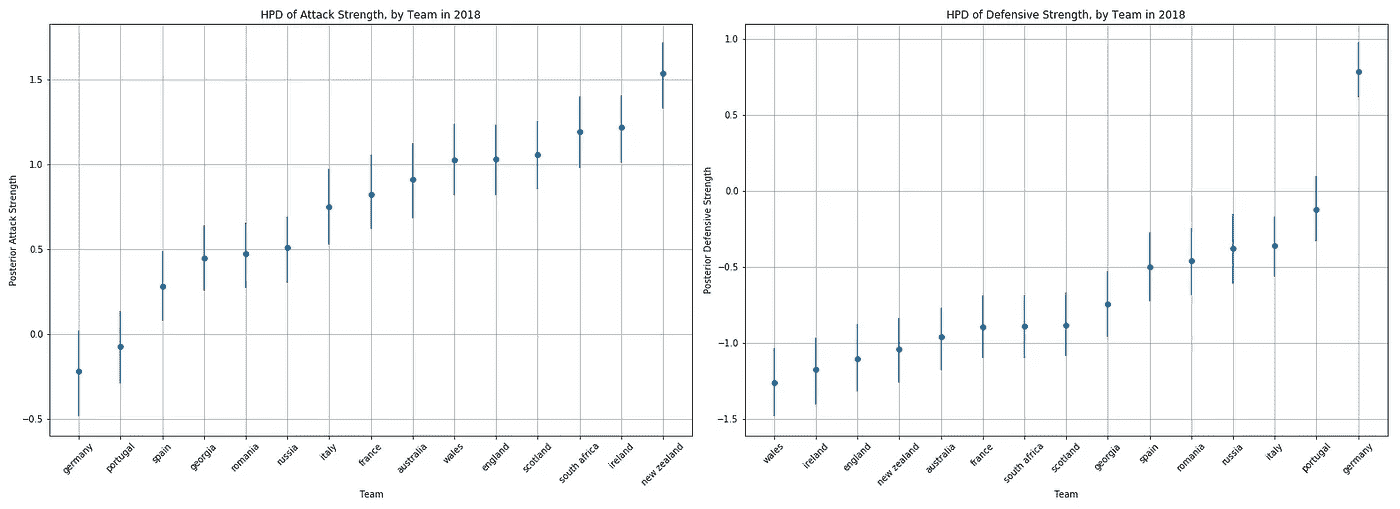 HPD of Attack Strength, by Team in 2018
Posterior Attack Strength
1.5
1.0
0.5
0.0
−0.5
germany
portugal
spain
georgia
romania
russia
italy
france
australia
wales
england
scotland
south africa
ireland
new zealand
Team
HPD of Defensive Strength, by Team in 2018
Posterior Defensive Strength
1.0
0.5
0.0
−0.5
−1.0
−1.5
wales
ireland
england
new zealand
australia
france
south africa
scotland
georgia
spain
romania
russia
italy
portugal
germany
Team